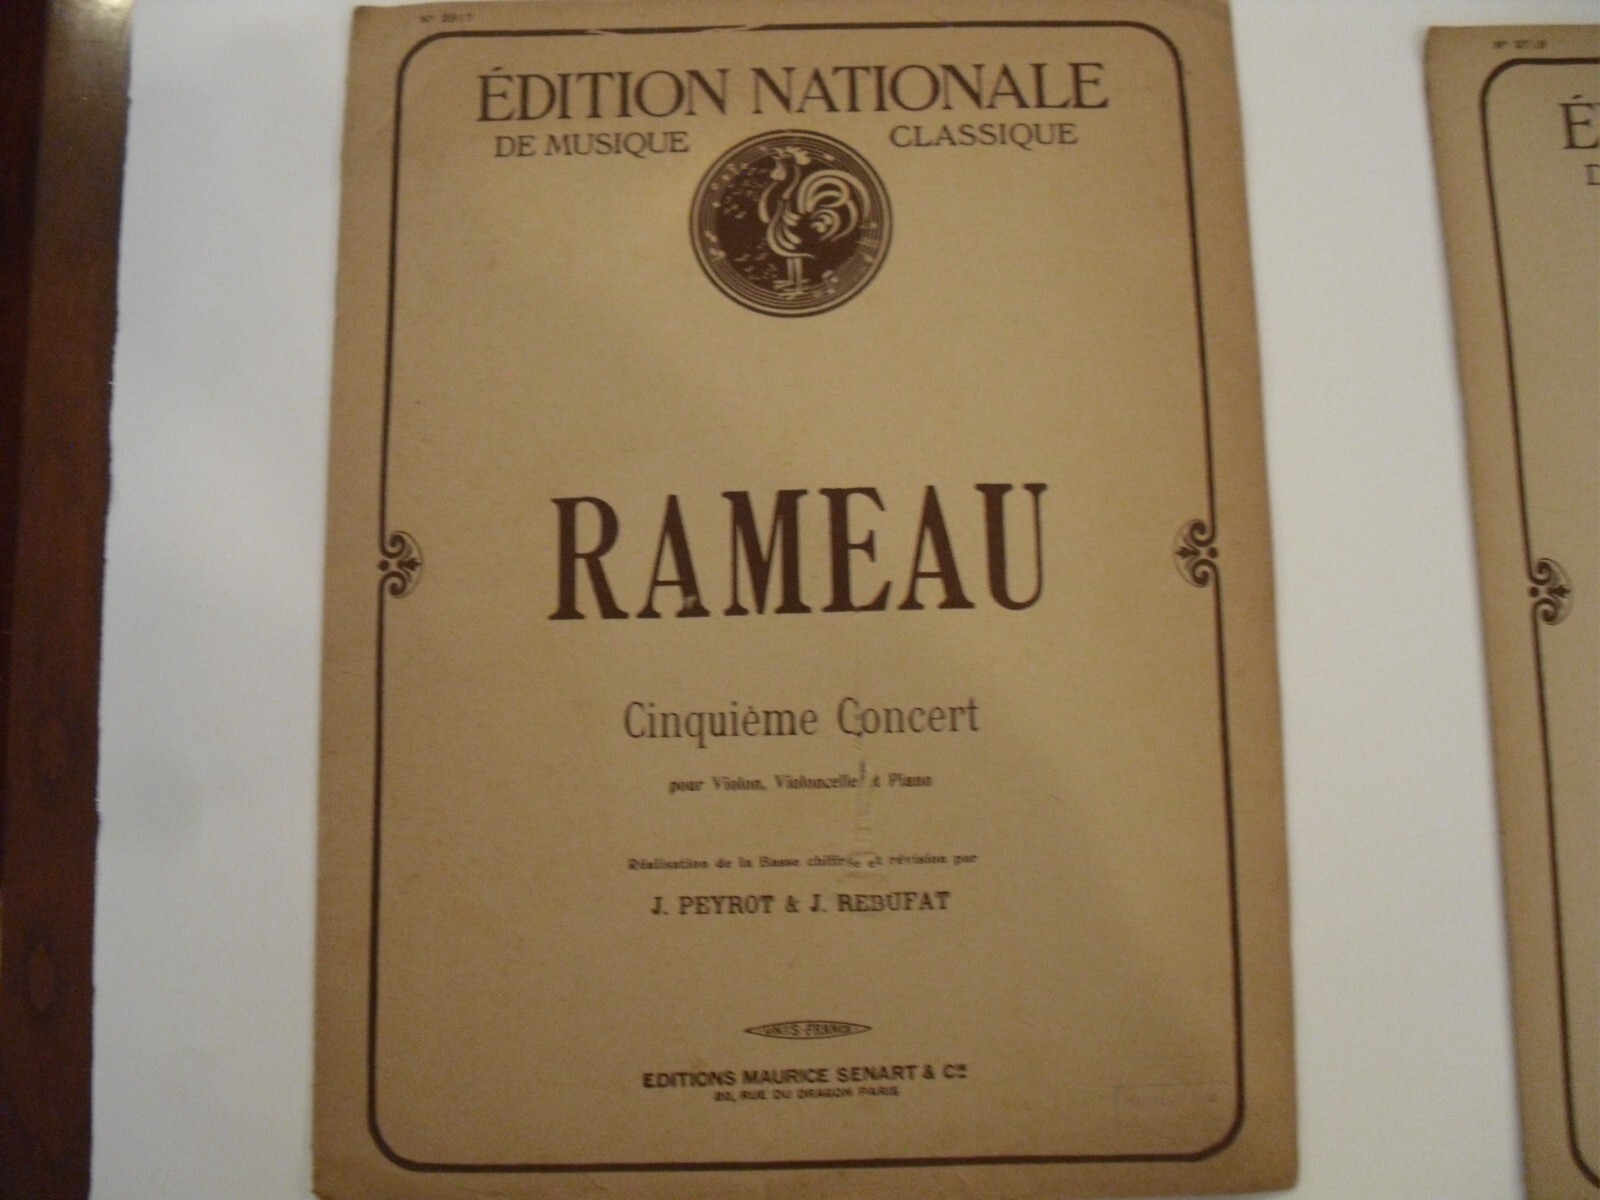 ÉDITION NATIONALE
DE MUSIQUE CLASSIQUE
RAMEAU
Cinquième Concert
pour Violon, Violoncelle et Piano
Réalisation de la Basse chiffrée et révision par
J. PEYROT & J. REBUFAT
EDITIONS MAURICE SENART & Cie
20, RUE DU DRAGON PARIS
É
D